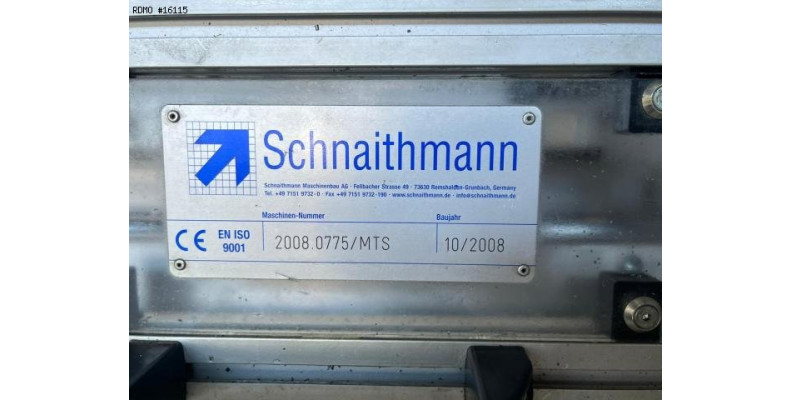 RDMO #16115
Schnaithmann
Schnaithmann Maschinenbau AG · Fellbacher Strasse 49 · 73630 Remshalden-Grunbach, Germany
Tel. +49 7151 9732-0 · Fax +49 7151 9732-190 · www.schnaithmann.de · info@schnaithmann.de
Maschinen-Nummer Baujahr
CE EN ISO 9001 2008.0775/MTS 10/2008